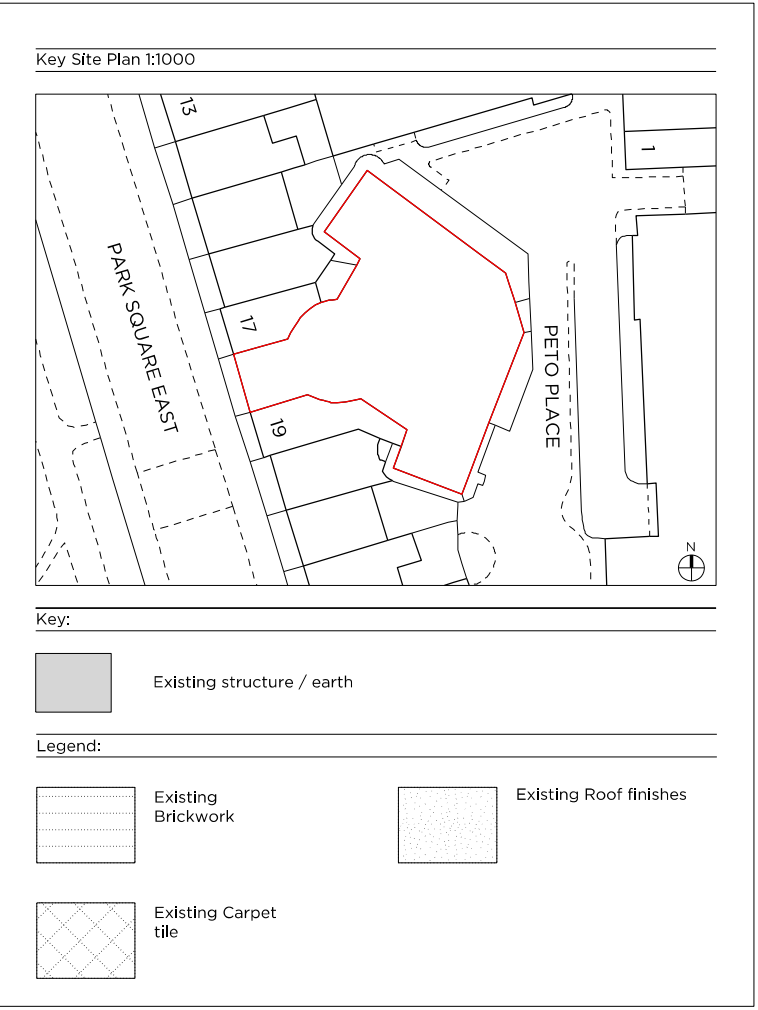 Key Site Plan 1:1000
13
1
PARK SQUARE EAST
17
PETO PLACE
19
N
Key:
Existing structure / earth
Legend:
Existing
Brickwork
Existing Roof finishes
Existing Carpet
tile